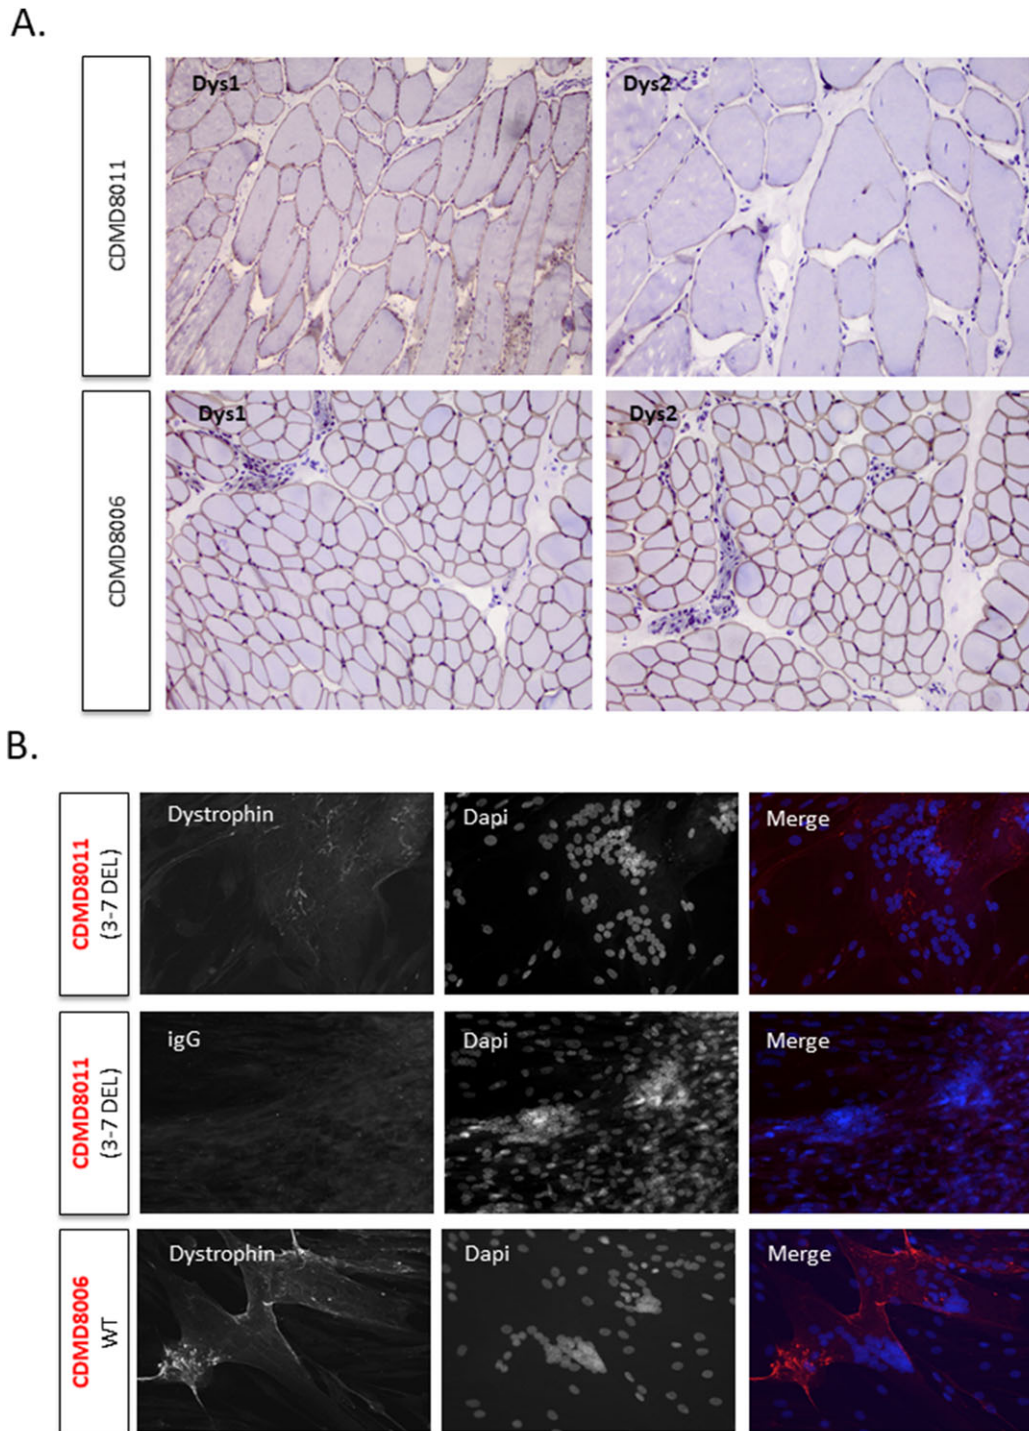 A.
CDMD8011
Dys1
Dys2
CDMD8006
Dys1
Dys2
B.
CDMD8011
(3-7 DEL)
Dystrophin
Dapi
Merge
CDMD8011
(3-7 DEL)
igG
Dapi
Merge
CDMD8006
WT
Dystrophin
Dapi
Merge